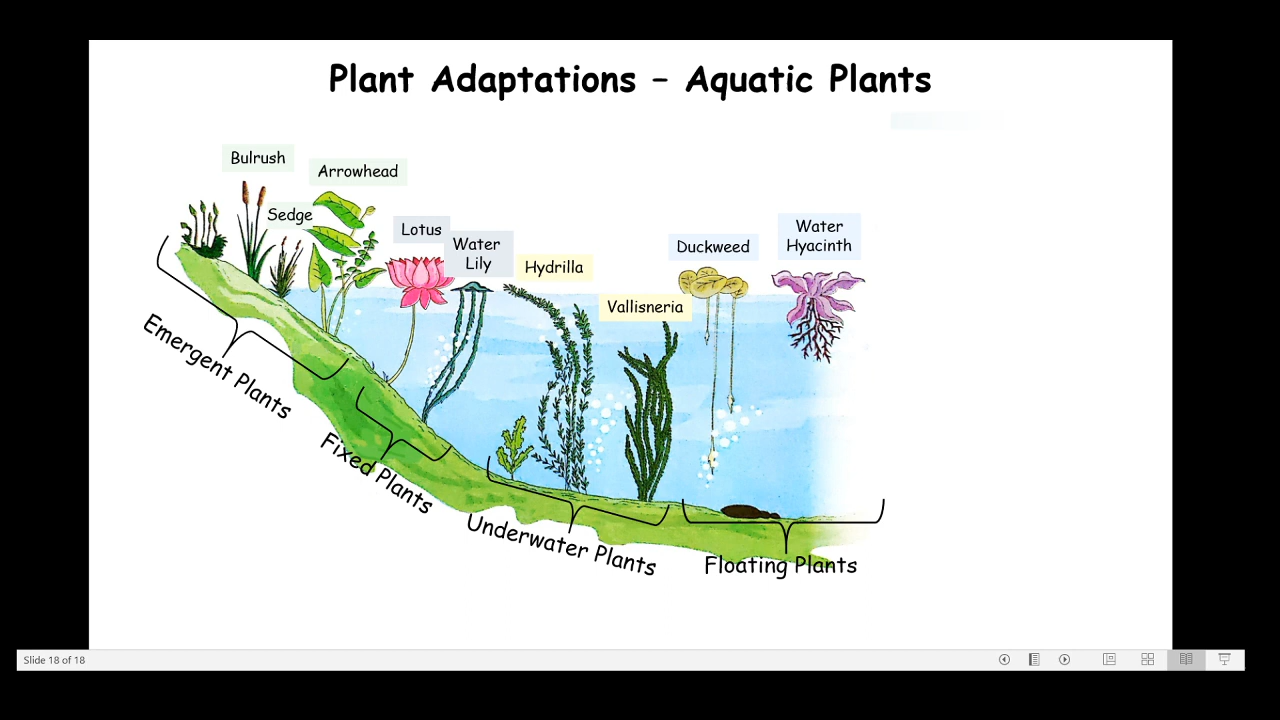 Plant Adaptations – Aquatic Plants
Bulrush
Arrowhead
Sedge
Lotus
Water
Lily
Hydrilla
Vallisneria
Duckweed
Water
Hyacinth
Emergent Plants
Fixed Plants
Underwater Plants
Floating Plants
Slide 18 of 18